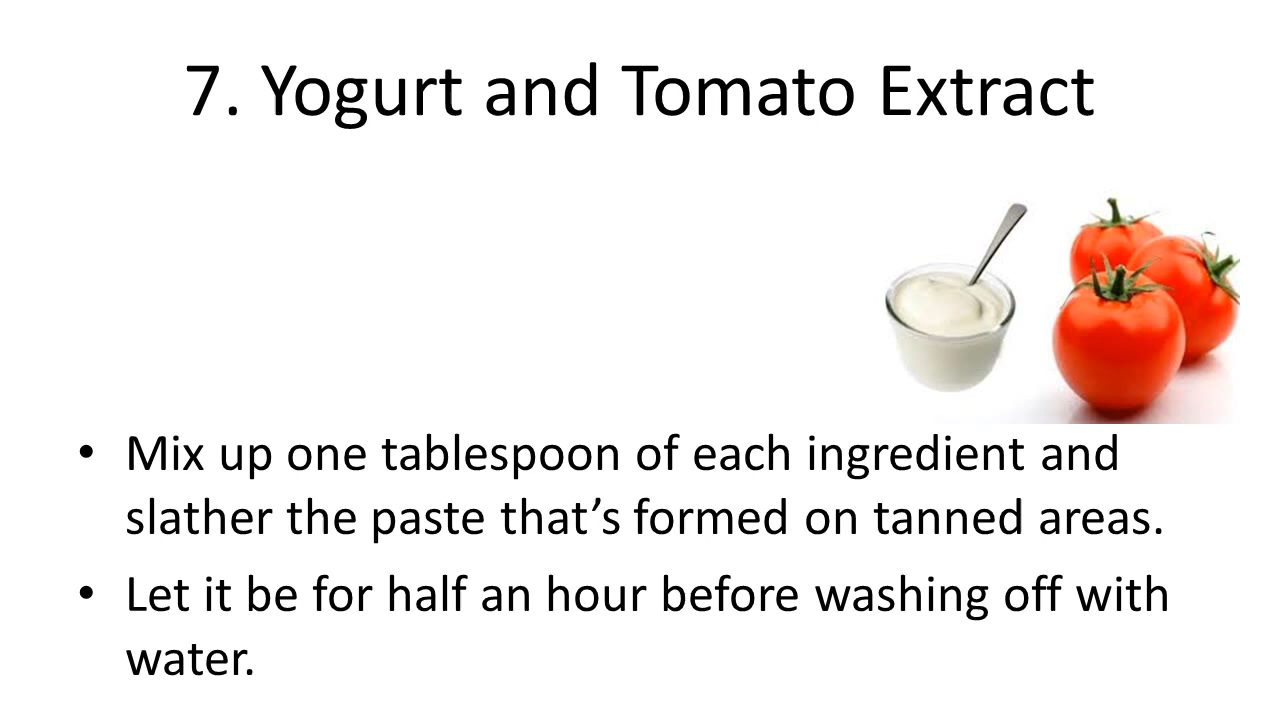 7. Yogurt and Tomato Extract
• Mix up one tablespoon of each ingredient and
slather the paste that’s formed on tanned areas.
• Let it be for half an hour before washing off with
water.